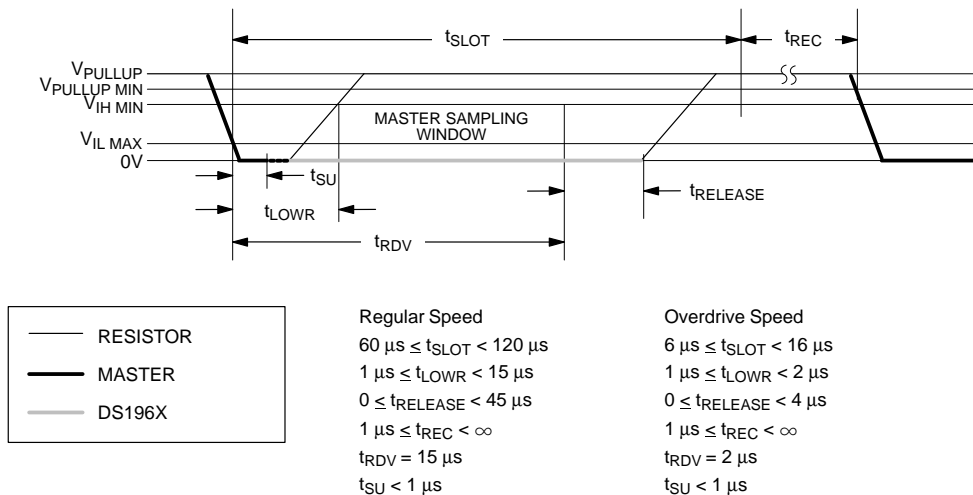 tSLOT
tREC
VPULLUP
VPULLUP MIN
VIH MIN
MASTER SAMPLING
WINDOW
VIL MAX
0V
tSU
tRELEASE
tLOWR
tRDV
RESISTOR
MASTER
DS196X
Regular Speed
60 μs ≤ tSLOT < 120 μs
1 μs ≤ tLOWR < 15 μs
0 ≤ tRELEASE < 45 μs
1 μs ≤ tREC < ∞
tRDV = 15 μs
tSU < 1 μs
Overdrive Speed
6 μs ≤ tSLOT < 16 μs
1 μs ≤ tLOWR < 2 μs
0 ≤ tRELEASE < 4 μs
1 μs ≤ tREC < ∞
tRDV = 2 μs
tSU < 1 μs